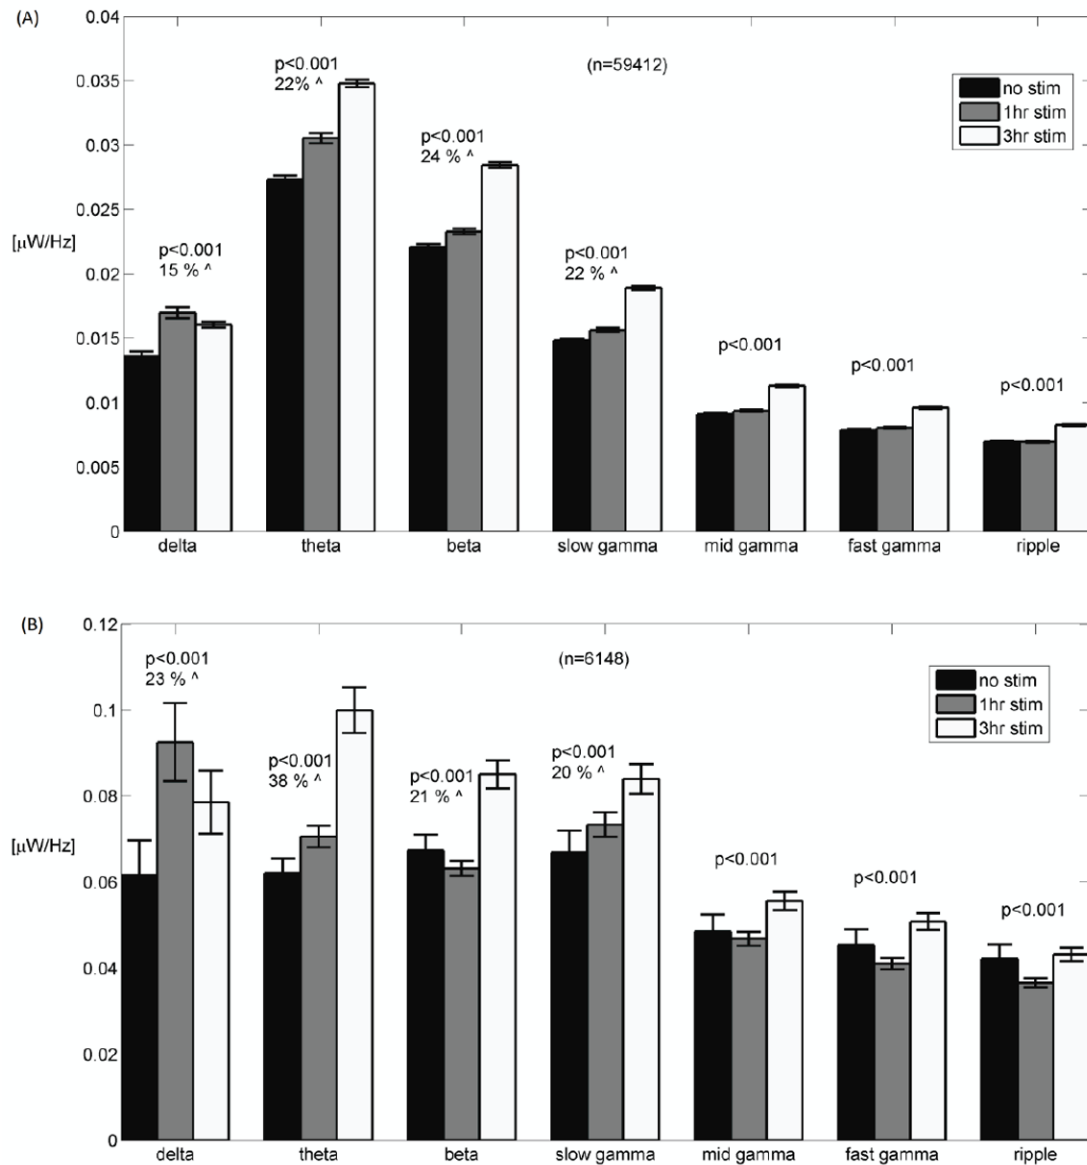 (A)
0.04
0.035
0.03
0.025
[μW/Hz]
0.02
0.015
0.01
0.005
0
p<0.001
15 % ^
p<0.001
22% ^
p<0.001
24 % ^
p<0.001
22 % ^
p<0.001
p<0.001
p<0.001
(n=59412)
no stim
1hr stim
3hr stim
delta theta beta slow gamma mid gamma fast gamma ripple
(B)
0.12
0.1
0.08
[μW/Hz]
0.06
0.04
0.02
0
p<0.001
23 % ^
p<0.001
38 % ^
p<0.001
21 % ^
p<0.001
20 % ^
p<0.001
p<0.001
p<0.001
(n=6148)
no stim
1hr stim
3hr stim
delta theta beta slow gamma mid gamma fast gamma ripple